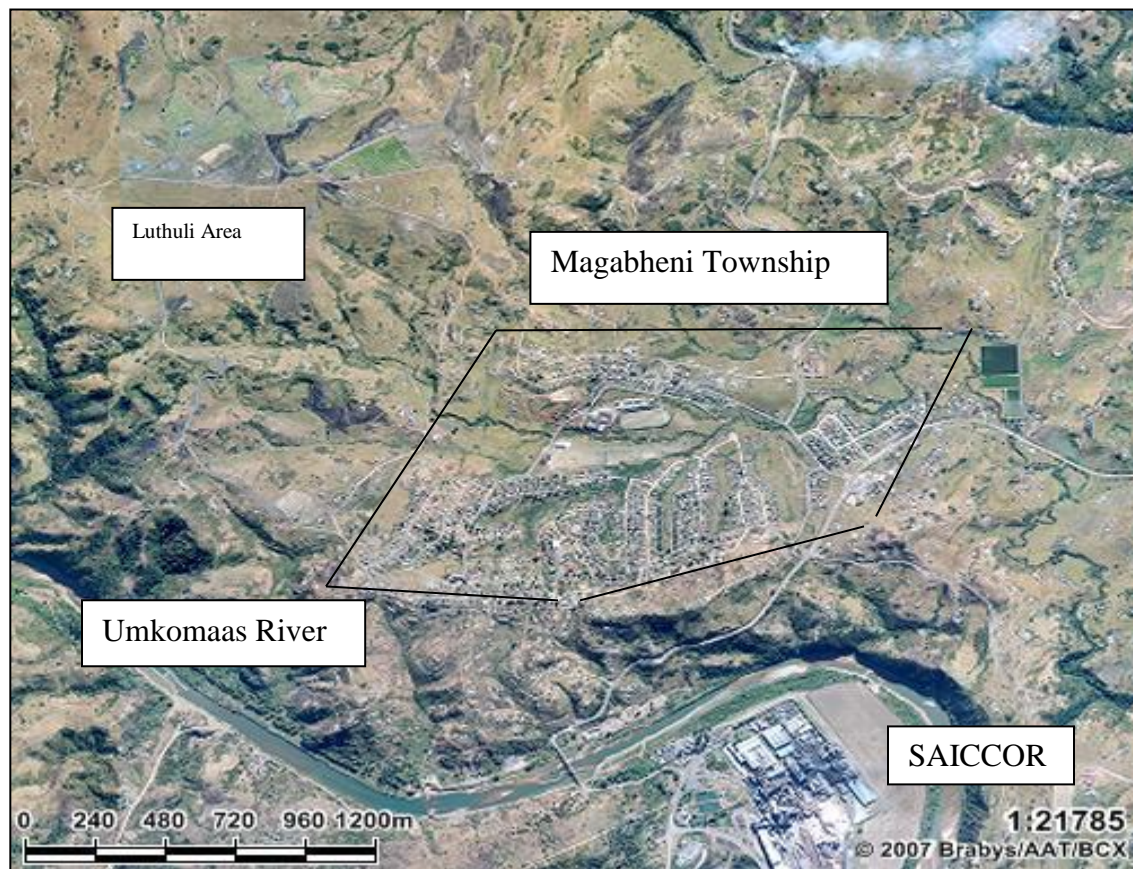 Luthuli Area
Magabheni Township
Umkomaas River
SAICCOR
0 240 480 720 960 1200m
1:21785
© 2007 Brabys/AAT/BCX